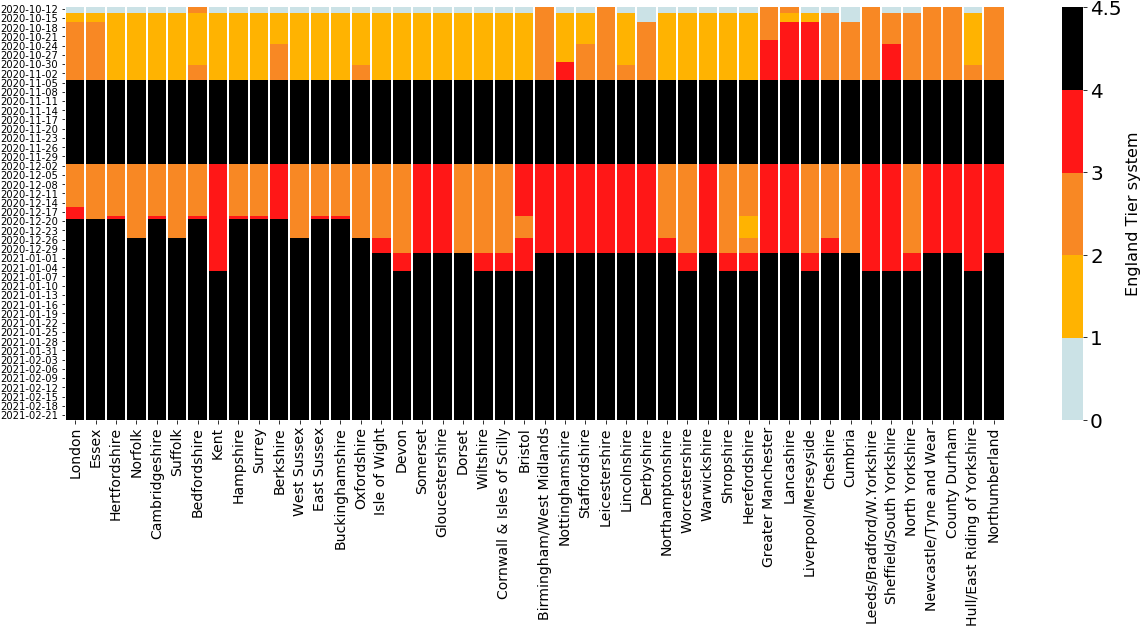 2020-10-12
2020-10-15
2020-10-18
2020-10-21
2020-10-24
2020-10-27
2020-10-30
2020-11-02
2020-11-05
2020-11-08
2020-11-11
2020-11-14
2020-11-17
2020-11-20
2020-11-23
2020-11-26
2020-11-29
2020-12-02
2020-12-05
2020-12-08
2020-12-11
2020-12-14
2020-12-17
2020-12-20
2020-12-23
2020-12-26
2020-12-29
2021-01-01
2021-01-04
2021-01-07
2021-01-10
2021-01-13
2021-01-16
2021-01-19
2021-01-22
2021-01-25
2021-01-28
2021-01-31
2021-02-03
2021-02-06
2021-02-09
2021-02-12
2021-02-15
2021-02-18
2021-02-21
London
Essex
Hertfordshire
Norfolk
Cambridgeshire
Suffolk
Bedfordshire
Kent
Hampshire
Surrey
Berkshire
West Sussex
East Sussex
Buckinghamshire
Oxfordshire
Isle of Wight
Devon
Somerset
Gloucestershire
Dorset
Wiltshire
Cornwall & Isles of Scilly
Bristol
Birmingham/West Midlands
Nottinghamshire
Staffordshire
Leicestershire
Lincolnshire
Derbyshire
Northamptonshire
Worcestershire
Warwickshire
Shropshire
Herefordshire
Greater Manchester
Lancashire
Liverpool/Merseyside
Cheshire
Cumbria
Leeds/Bradford/W.Yorkshire
Sheffield/South Yorkshire
North Yorkshire
Newcastle/Tyne and Wear
County Durham
Hull/East Riding of Yorkshire
Northumberland
4.5
4
3
2
1
0
England Tier system